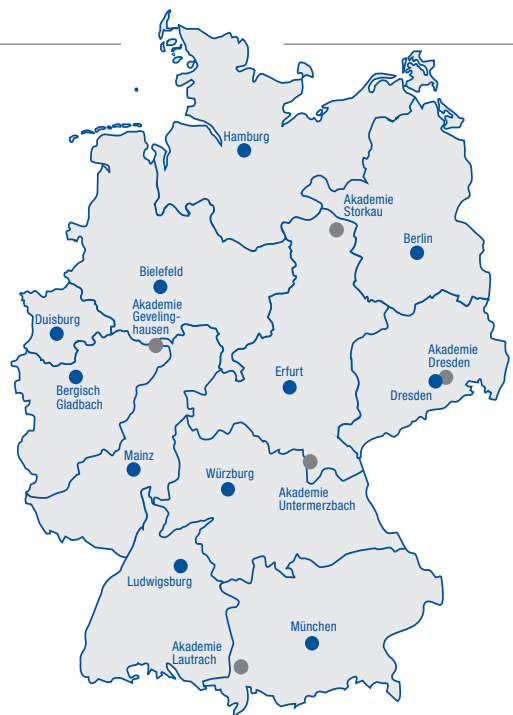 Hamburg
Akademie
Storkau
Berlin
Bielefeld
Akademie
Geveling-
hausen
Duisburg
Akademie
Dresden
Dresden
Erfurt
Bergisch
Gladbach
Mainz
Würzburg
Akademie
Untermerzbach
Ludwigsburg
München
Akademie
Lautrach